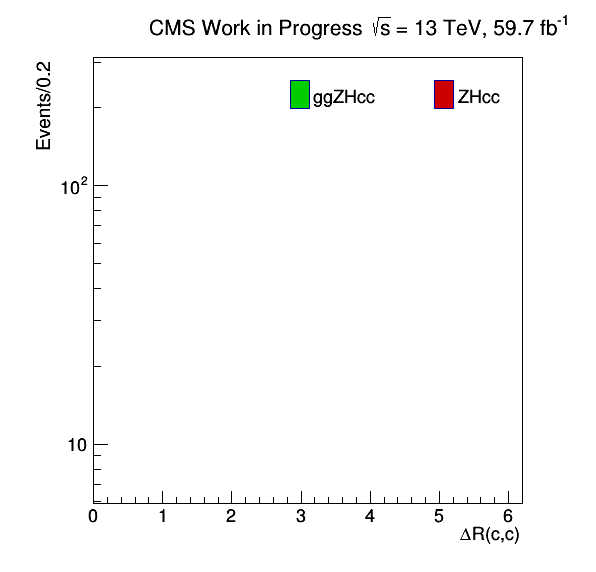 CMS Work in Progress √s = 13 TeV, 59.7 fb⁻¹
Events/0.2
ggZHcc
ZHcc
10²
10
0 1 2 3 4 5 6
ΔR(c,c)